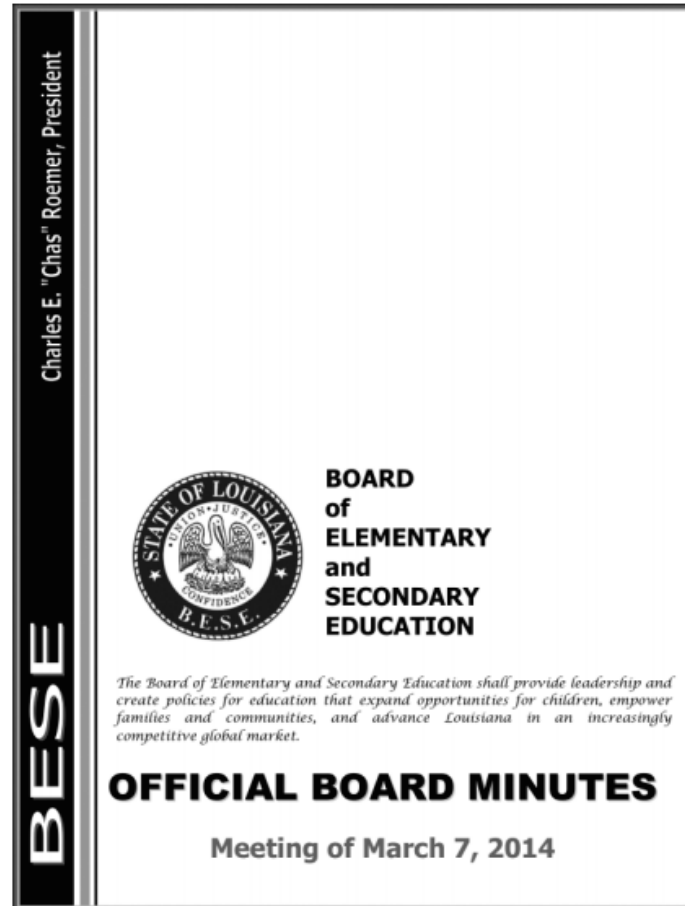 Charles E. "Chas" Roemer, President
BESE
STATE OF LOUISIANA
UNION • JUSTICE
CONFIDENCE
B.E.S.E.
BOARD
of
ELEMENTARY
and
SECONDARY
EDUCATION
The Board of Elementary and Secondary Education shall provide leadership and
create policies for education that expand opportunities for children, empower
families and communities, and advance Louisiana in an increasingly
competitive global market.
OFFICIAL BOARD MINUTES
Meeting of March 7, 2014